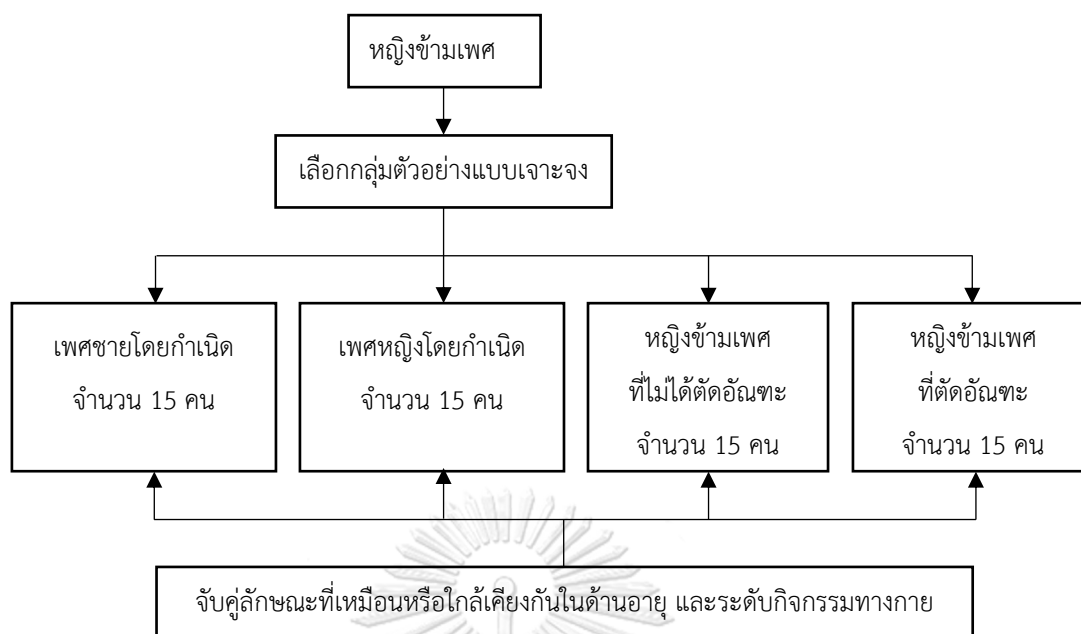 หญิงข้ามเพศ
เลือกกลุ่มตัวอย่างแบบเจาะจง
เพศชายโดยกำเนิด
จำนวน 15 คน
เพศหญิงโดยกำเนิด
จำนวน 15 คน
หญิงข้ามเพศ
ที่ไม่ได้ตัดอัณฑะ
จำนวน 15 คน
หญิงข้ามเพศ
ที่ตัดอัณฑะ
จำนวน 15 คน
จับคู่ลักษณะที่เหมือนหรือใกล้เคียงกันในด้านอายุ และระดับกิจกรรมทางกาย